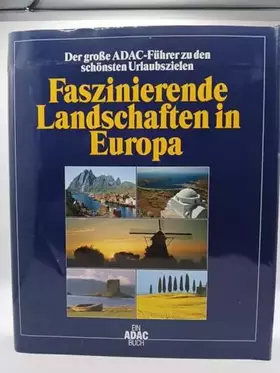 Der große ADAC-Führer zu den
schönsten Urlaubszielen
Faszinierende
Landschaften in
Europa
EIN
ADAC
BUCH